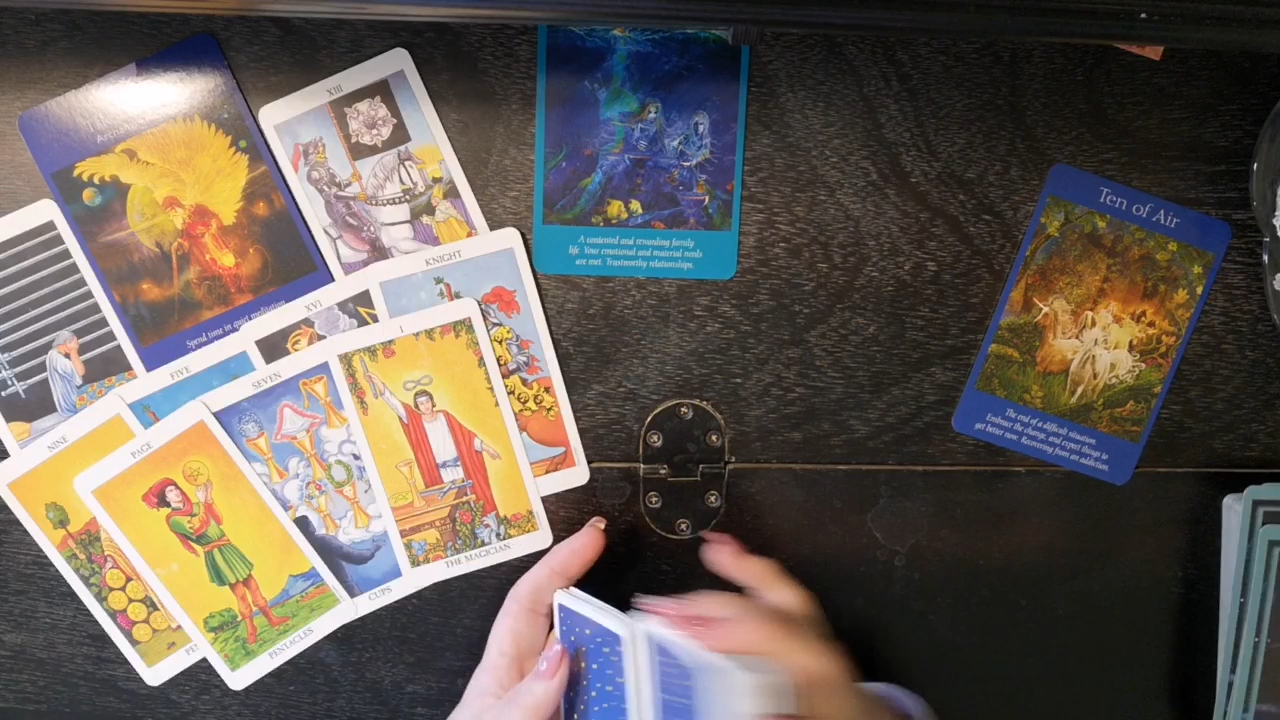 XIII
Spend time in quiet meditation
KNIGHT
XVI
I
FIVE
SEVEN
NINE
PAGE
THE MAGICIAN
CUPS
PENTACLES
PE
A contented and rewarding family
life. Your emotional and material needs
are met. Trustworthy relationships.
Ten of Air
The end of a difficult situation.
Embrace the change, and expect things to
get better now. Recovering from an addiction.